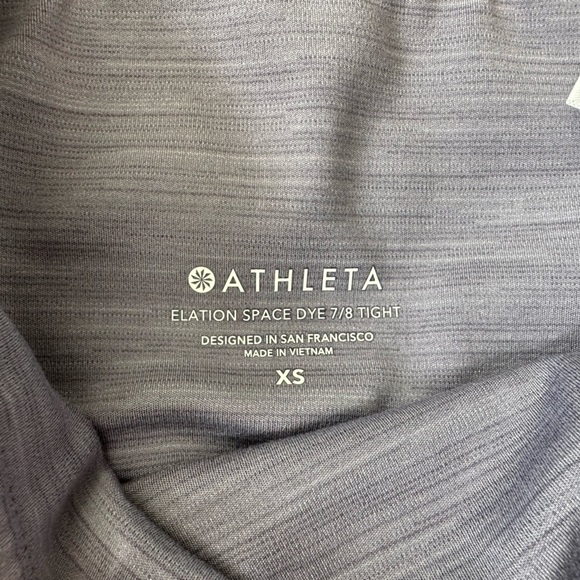 ATHLETA
ELATION SPACE DYE 7/8 TIGHT
DESIGNED IN SAN FRANCISCO
MADE IN VIETNAM
XS